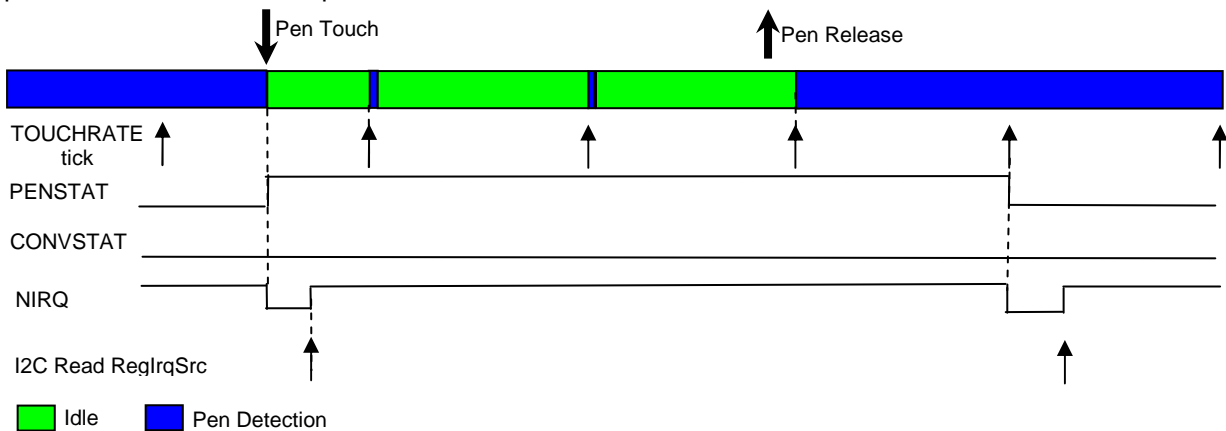 Pen Touch
Pen Release
TOUCHRATE
tick
PENSTAT
CONVSTAT
NIRQ
I2C Read RegIrqSrc
Idle
Pen Detection